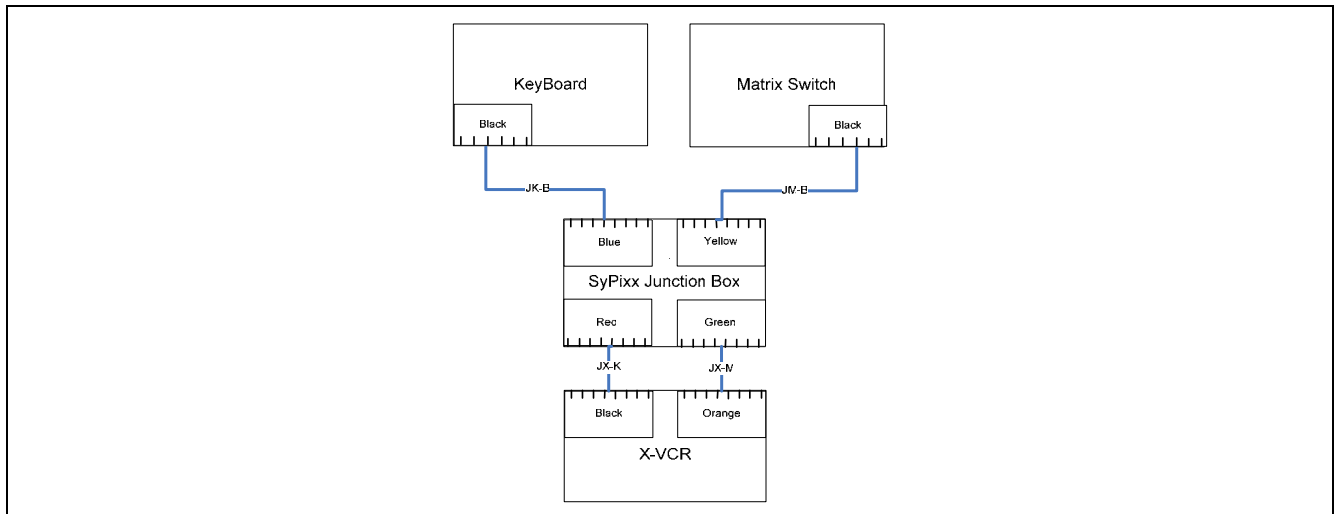 KeyBoard
Matrix Switch
Black
Black
JK-B
JM-B
Blue
Yellow
SyPixx Junction Box
Red
Green
JX-K
JX-M
Black
Orange
X-VCR